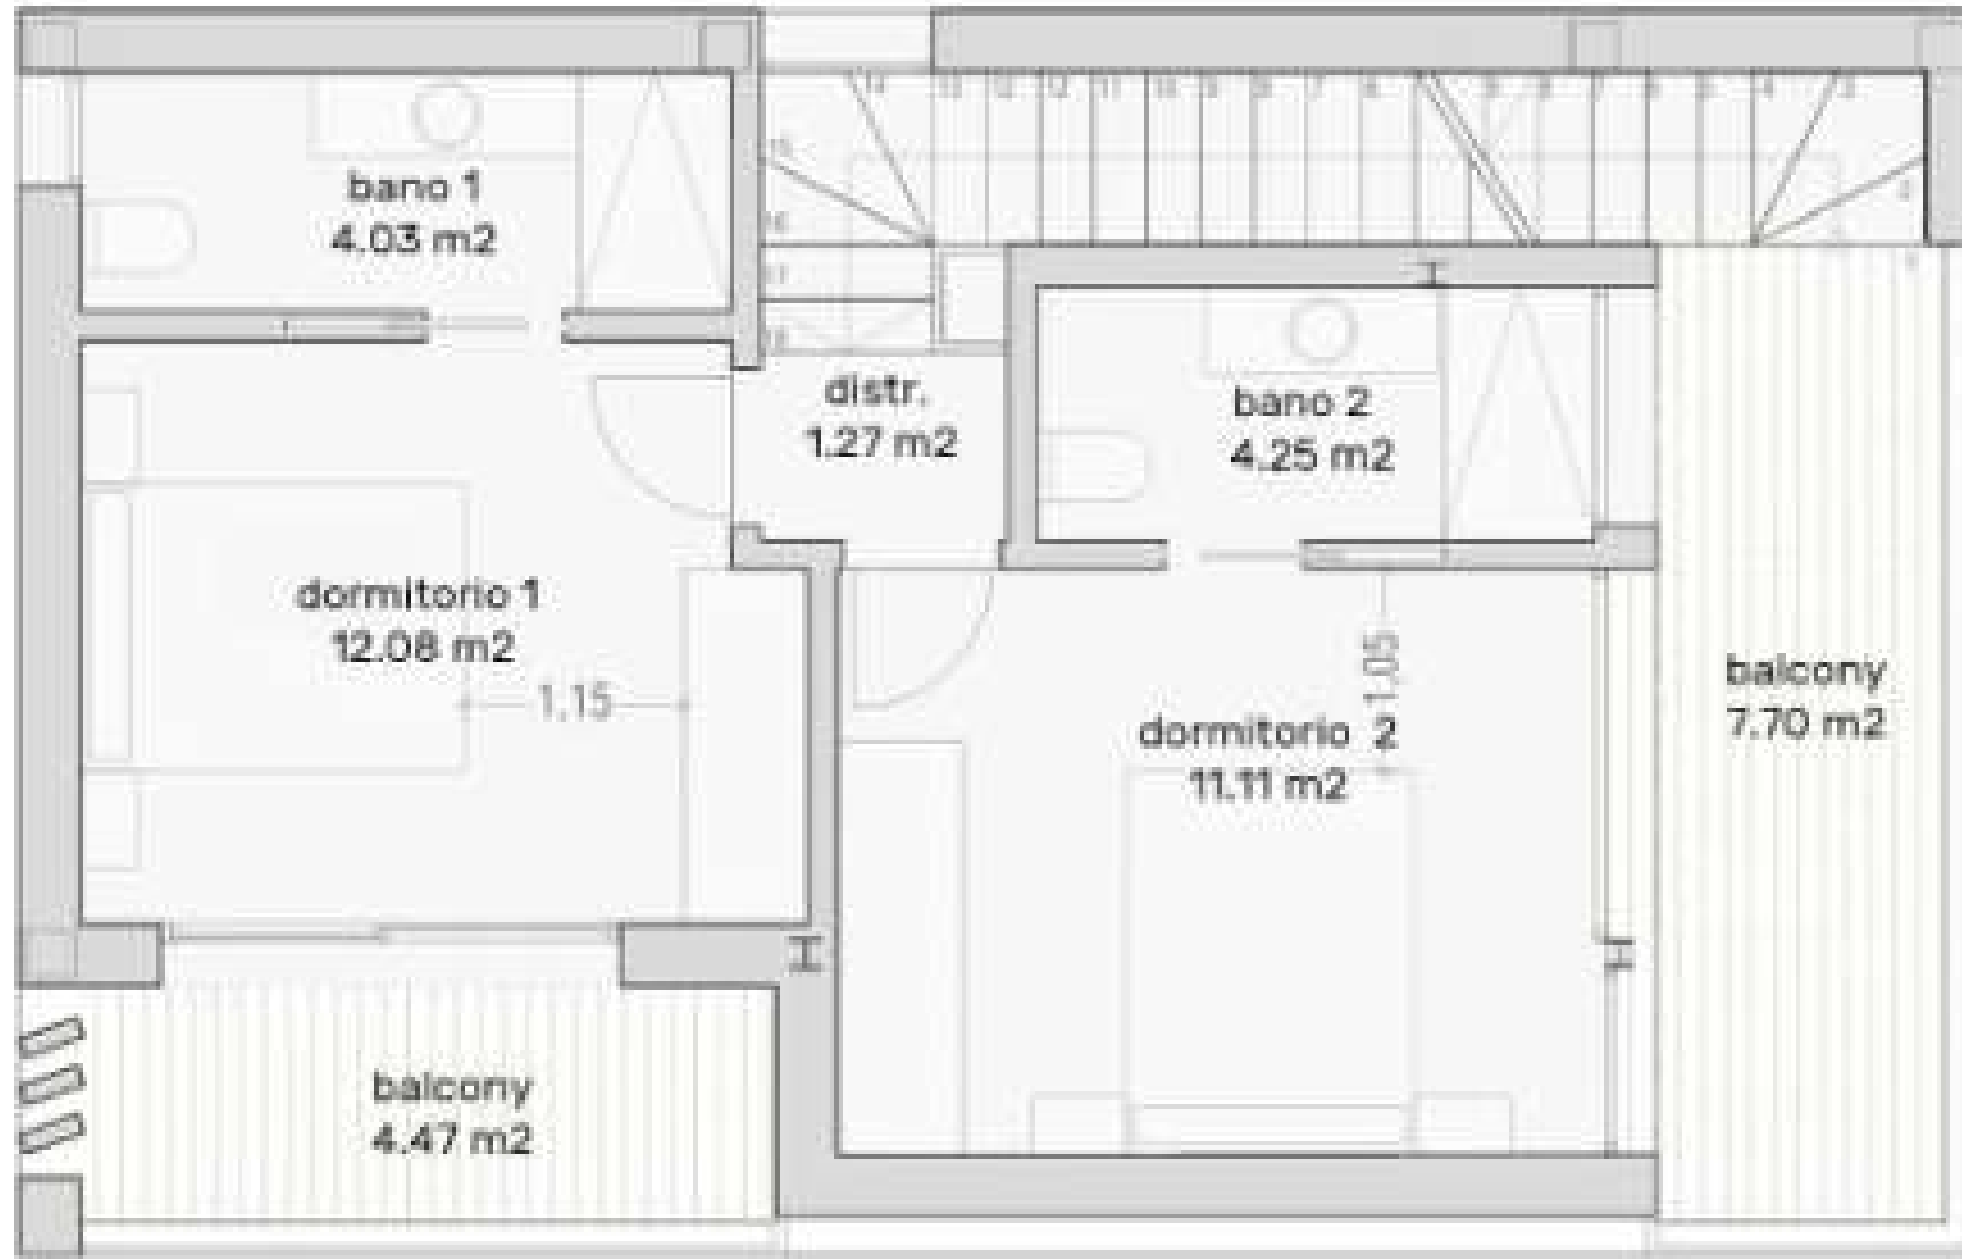 bano 1
4.03 m2
distr.
1.27 m2
bano 2
4.25 m2
dormitorio 1
12.08 m2
1.15
1.05
dormitorio 2
11.11 m2
balcony
7.70 m2
balcony
4.47 m2